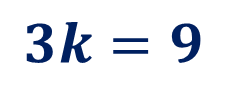 3k = 9